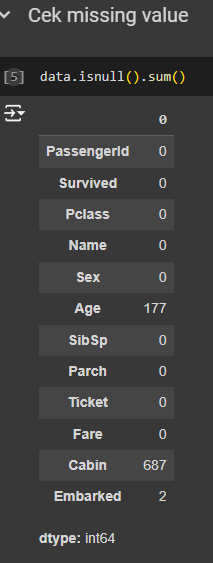 Cek missing value
[5] data.isnull().sum()
0
PassengerId 0
Survived 0
Pclass 0
Name 0
Sex 0
Age 177
SibSp 0
Parch 0
Ticket 0
Fare 0
Cabin 687
Embarked 2
dtype: int64